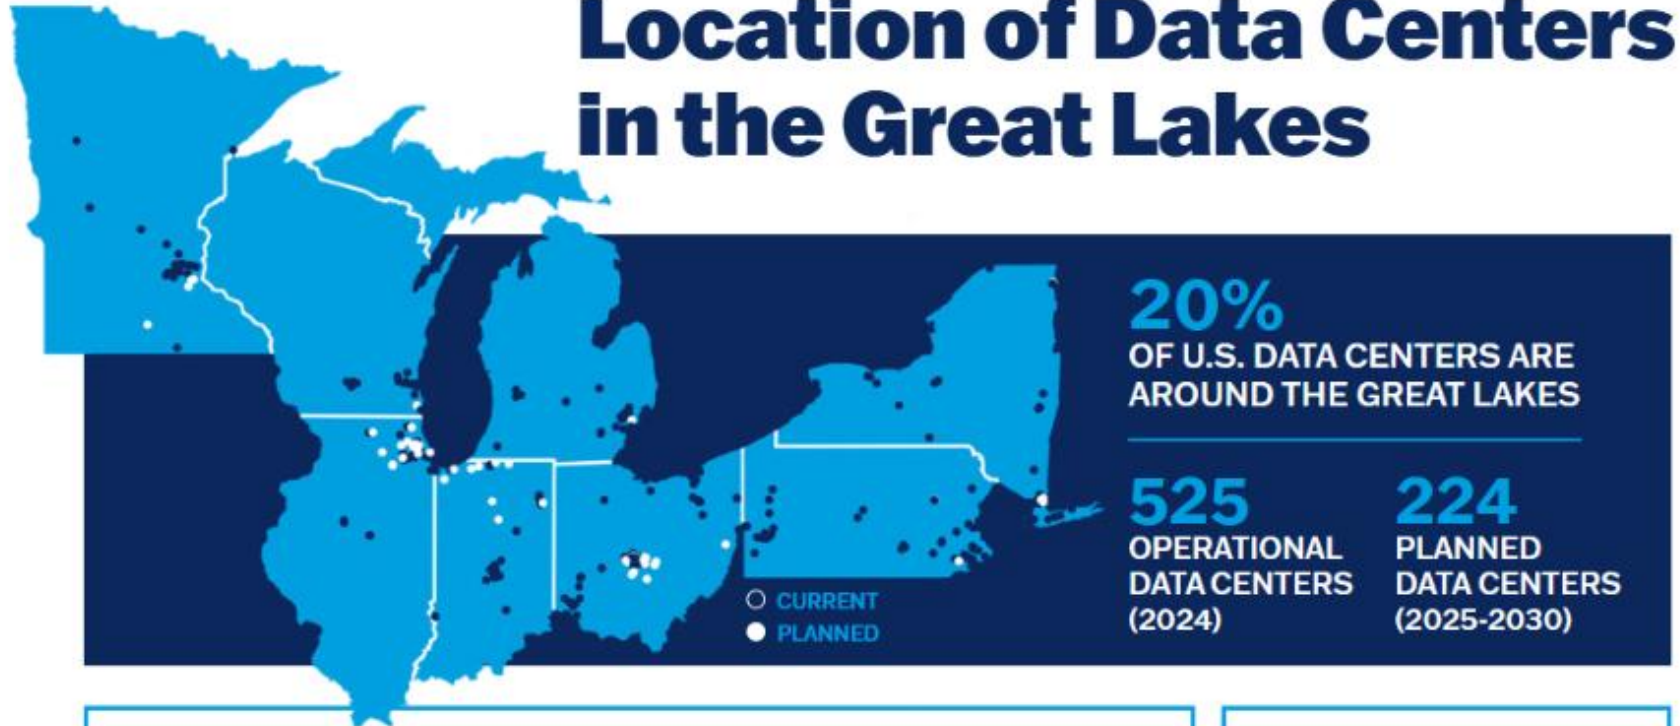 Location of Data Centers
in the Great Lakes
20%
OF U.S. DATA CENTERS ARE
AROUND THE GREAT LAKES
525
OPERATIONAL
DATA CENTERS
(2024)
224
PLANNED
DATA CENTERS
(2025-2030)
CURRENT
PLANNED